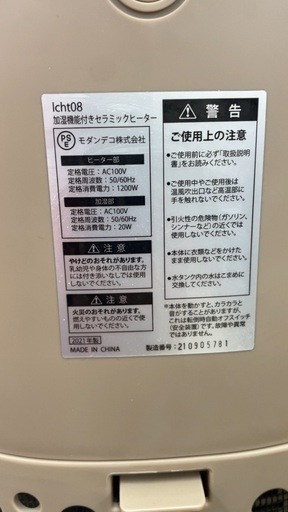 lcht08
加湿機能付きセラミックヒーター
PSE モダンデコ株式会社
ヒーター部
定格電圧：AC100V
定格周波数：50/60HZ
定格消費電力：1200W
加湿部
定格電圧：AC100V
定格周波数：50/60HZ
定格消費電力：20W
注意
やけどのおそれがあります。
乳幼児や身体の不自由な方
には付き添いなしでは使用
しないでください。
注意
火災のおそれがあります。
燃えやすいものの近くで使
用しないでください。
2021年製
MADE IN CHINA
警告
ご使用上の注意
●ご使用前に必ず「取扱説明
書」をお読みください。
●ご使用中やご使用後は
温風吹出口など高温部に
手を触れないでください。
●引火性の危険物(ガソリン、
シンナーなど)の近くでは
使用しないでください。
●本体に衣類などをかけた
まま使用しないでください。
●水タンク内の水はこまめに
交換してください。
※本体を動かすと、カラカラと
音がすることがありますが、
これは転倒時自動オフスイッチ
(安全装置)です。故障や異常
ではありません。
製造番号：210905781